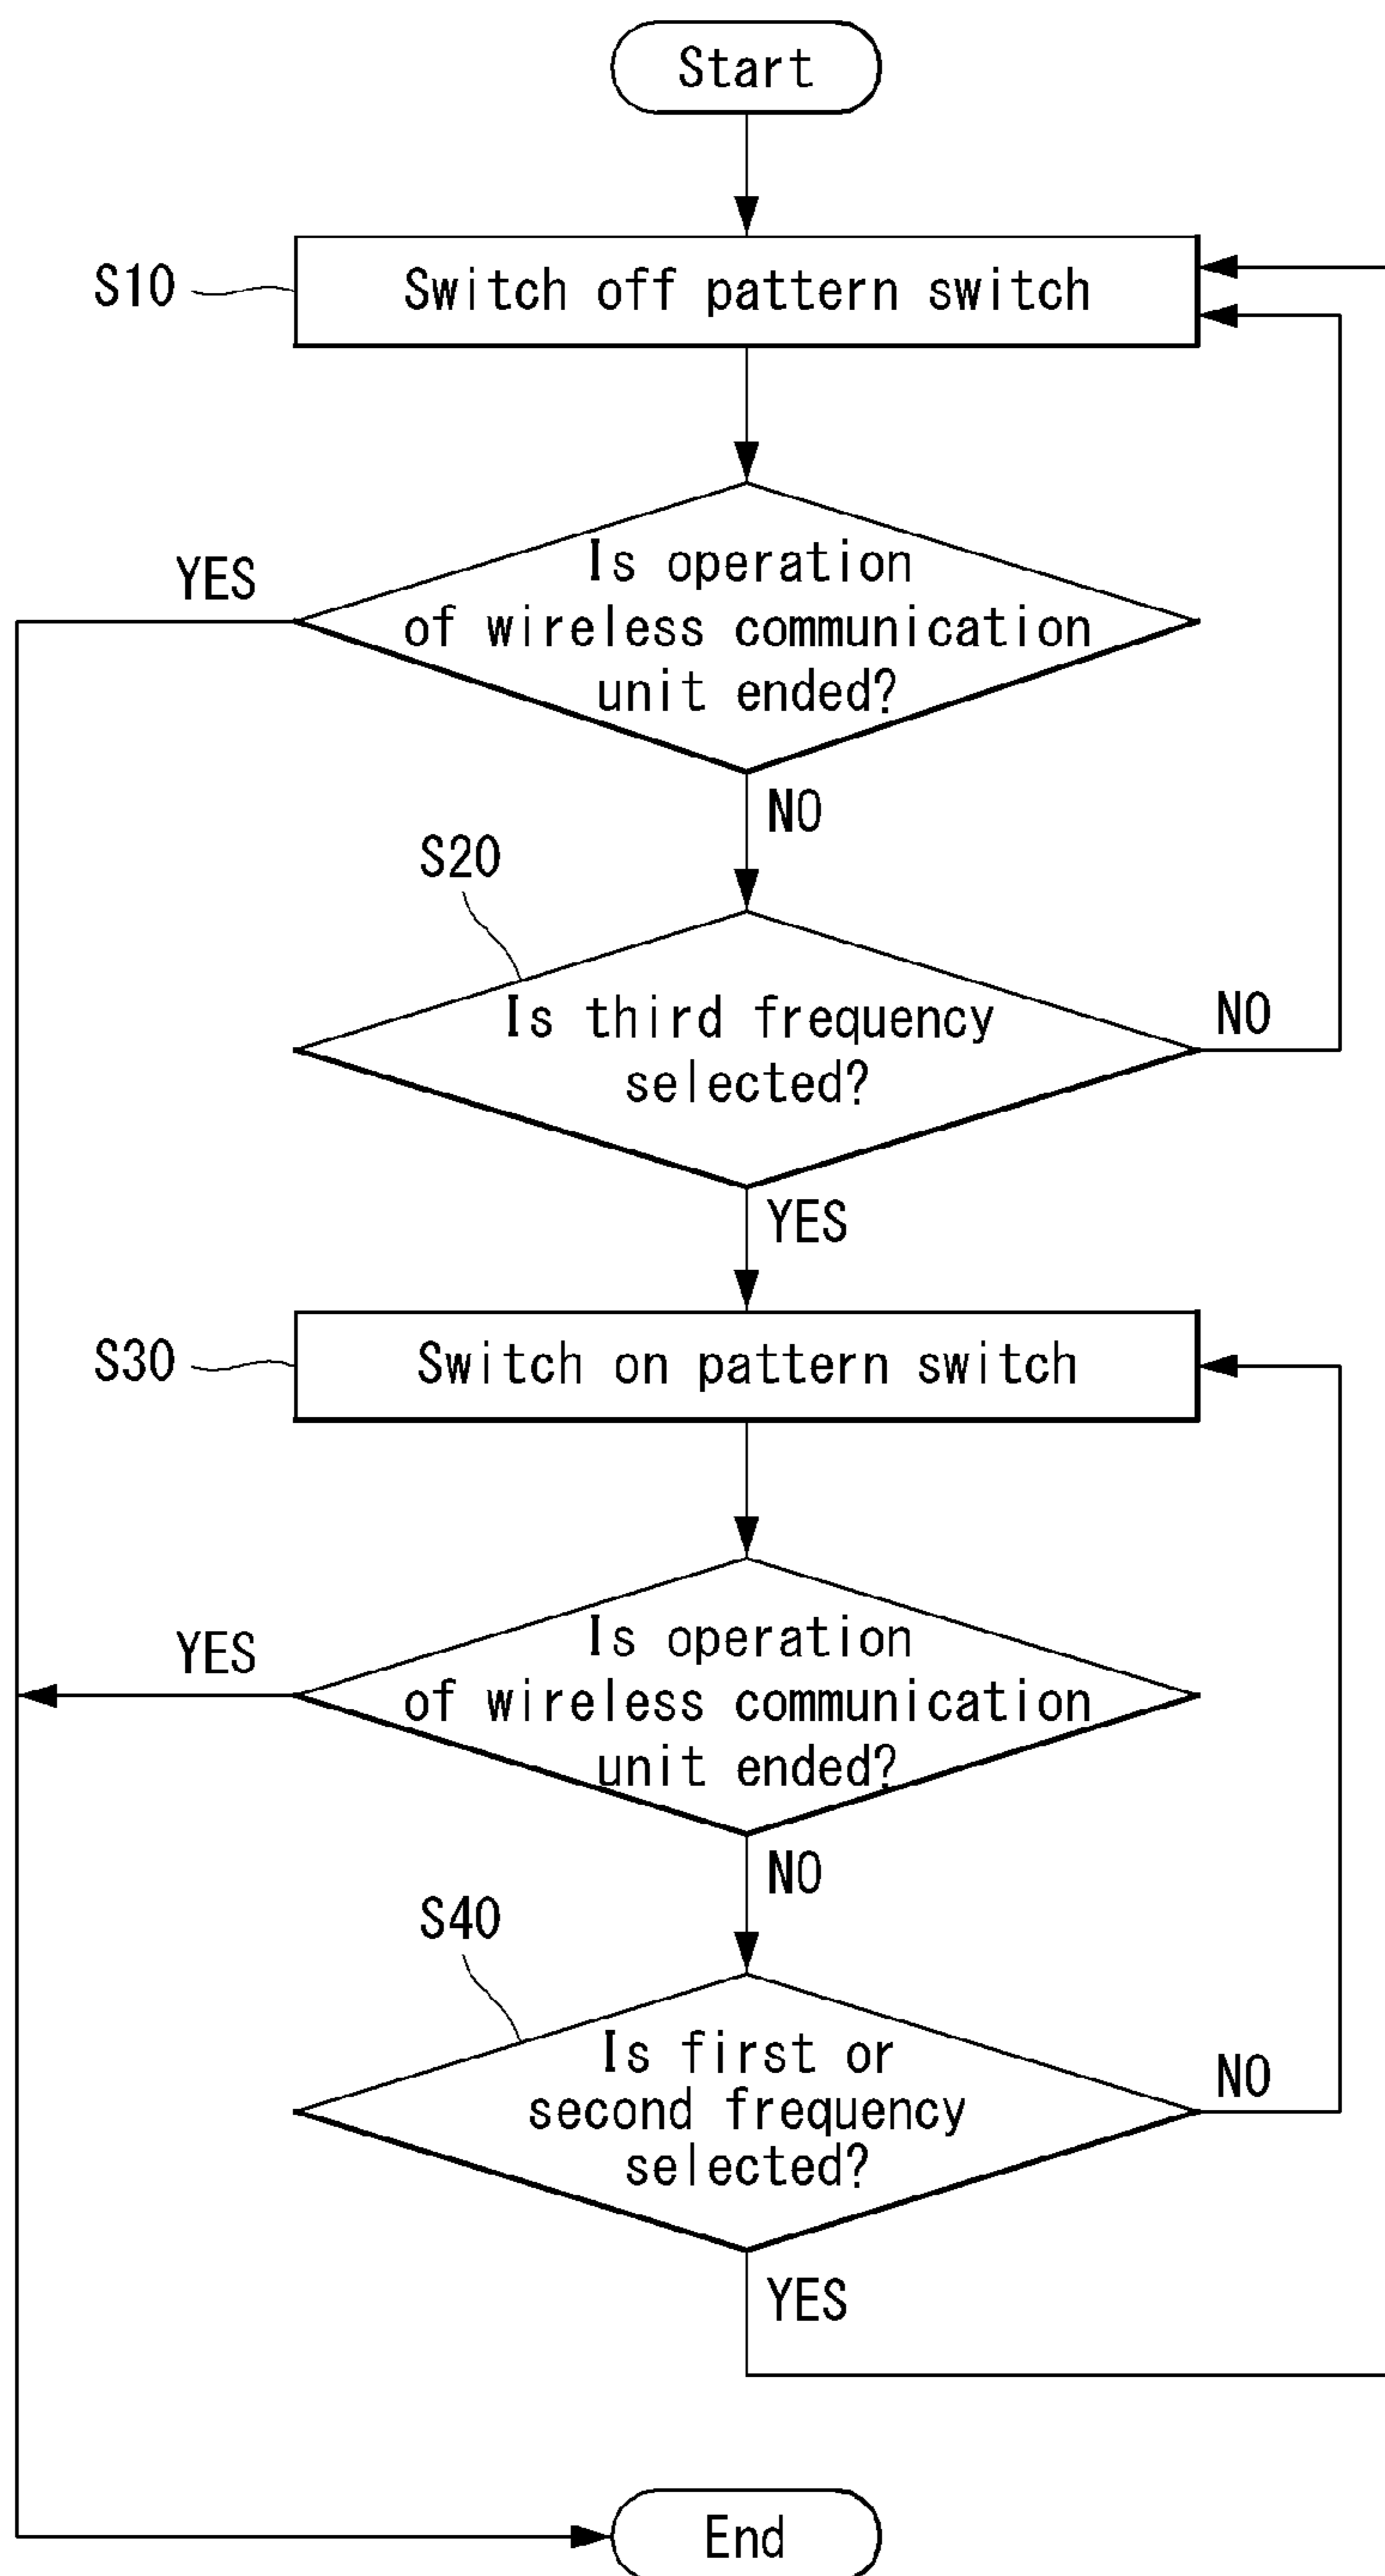 Start
S10
Switch off pattern switch
Is operation
of wireless communication
unit ended?
YES
NO
S20
Is third frequency
selected?
NO
YES
S30
Switch on pattern switch
Is operation
of wireless communication
unit ended?
YES
NO
S40
Is first or
second frequency
selected?
NO
YES
End